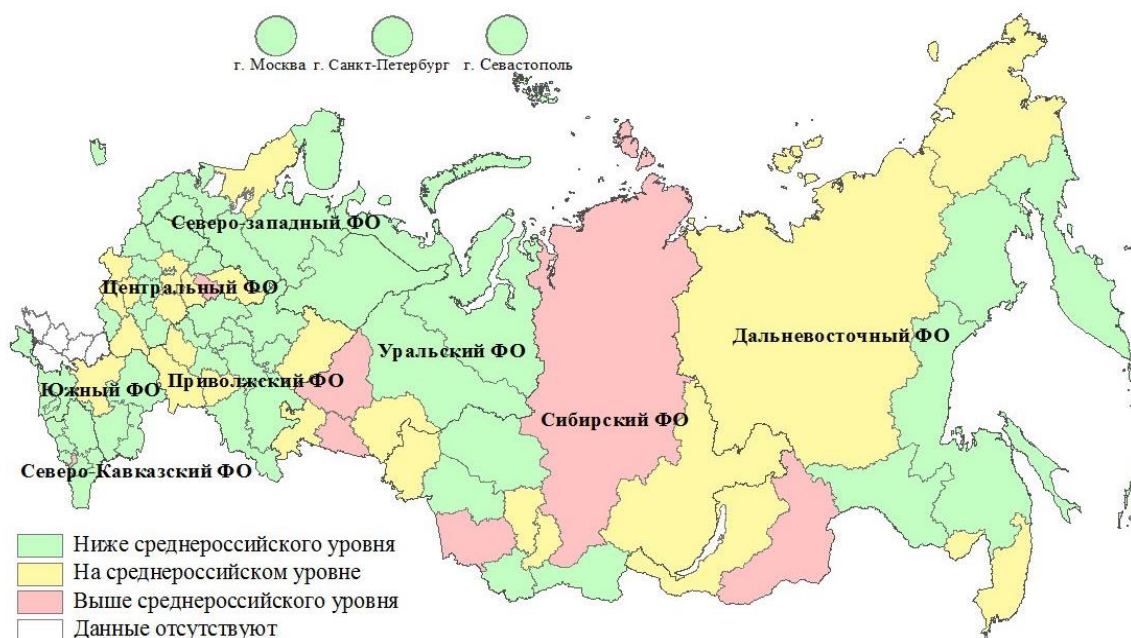 г. Москва г. Санкт-Петербург г. Севастополь
Северо-западный ФО
Центральный ФО
Дальневосточный ФО
Уральский ФО
Южный ФО
Приволжский ФО
Сибирский ФО
Северо-Кавказский ФО
Ниже среднероссийского уровня
На среднероссийском уровне
Выше среднероссийского уровня
Данные отсутствуют